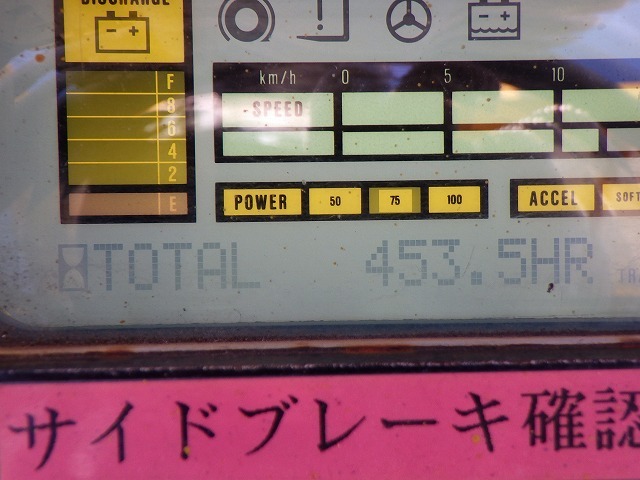 DISCHARGE
F
8
6
4
2
E
km/h 0 5 10
SPEED
POWER 50 75 100
ACCEL SOFT
TOTAL 453.5HR
サイドブレーキ確認